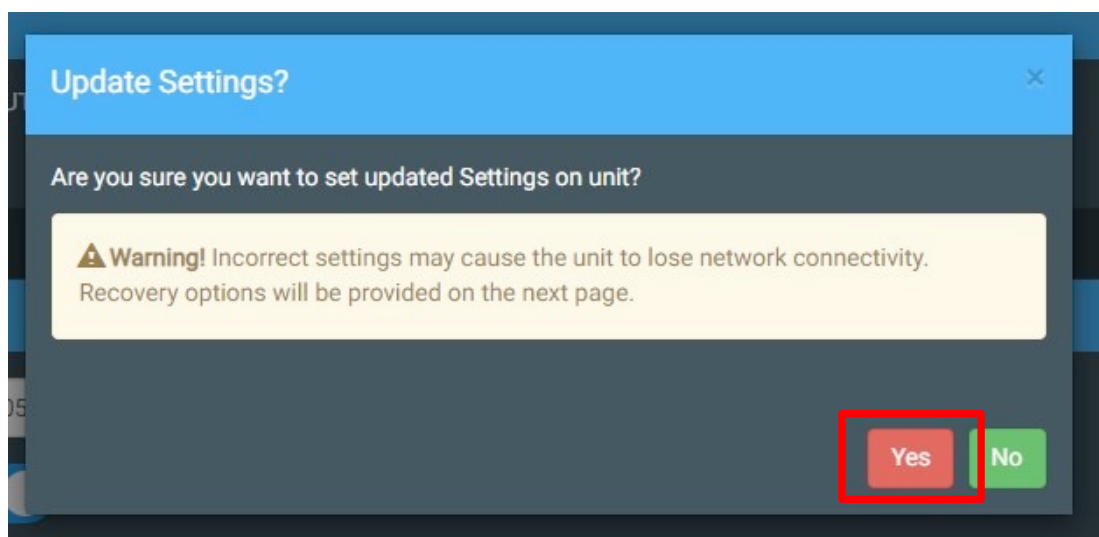 Update Settings?
×
Are you sure you want to set updated Settings on unit?
Warning! Incorrect settings may cause the unit to lose network connectivity.
Recovery options will be provided on the next page.
Yes No